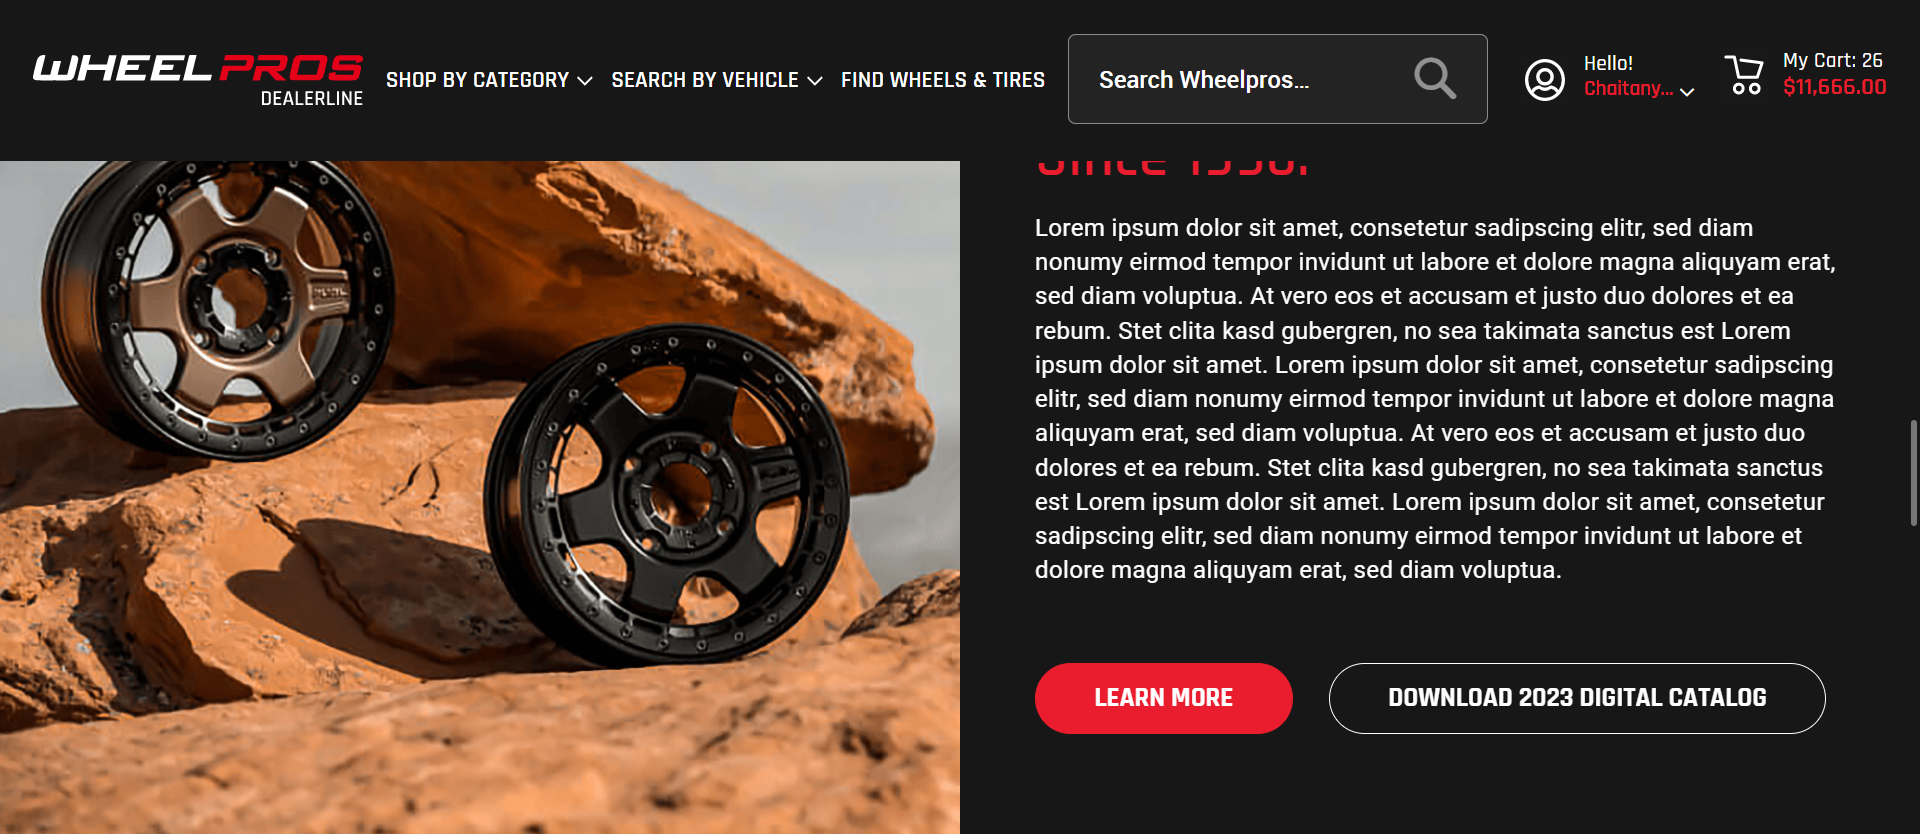 WHEEL PROS
DEALERLINE
SHOP BY CATEGORY
SEARCH BY VEHICLE
FIND WHEELS & TIRES
Search Wheelpros...
Hello!
Chaitany...
My Cart: 26
$11,666.00
Lorem ipsum dolor sit amet, consetetur sadipscing elitr, sed diam
nonumy eirmod tempor invidunt ut labore et dolore magna aliquyam erat,
sed diam voluptua. At vero eos et accusam et justo duo dolores et ea
rebum. Stet clita kasd gubergren, no sea takimata sanctus est Lorem
ipsum dolor sit amet. Lorem ipsum dolor sit amet, consetetur sadipscing
elitr, sed diam nonumy eirmod tempor invidunt ut labore et dolore magna
aliquyam erat, sed diam voluptua. At vero eos et accusam et justo duo
dolores et ea rebum. Stet clita kasd gubergren, no sea takimata sanctus
est Lorem ipsum dolor sit amet. Lorem ipsum dolor sit amet, consetetur
sadipscing elitr, sed diam nonumy eirmod tempor invidunt ut labore et
dolore magna aliquyam erat, sed diam voluptua.
LEARN MORE
DOWNLOAD 2023 DIGITAL CATALOG